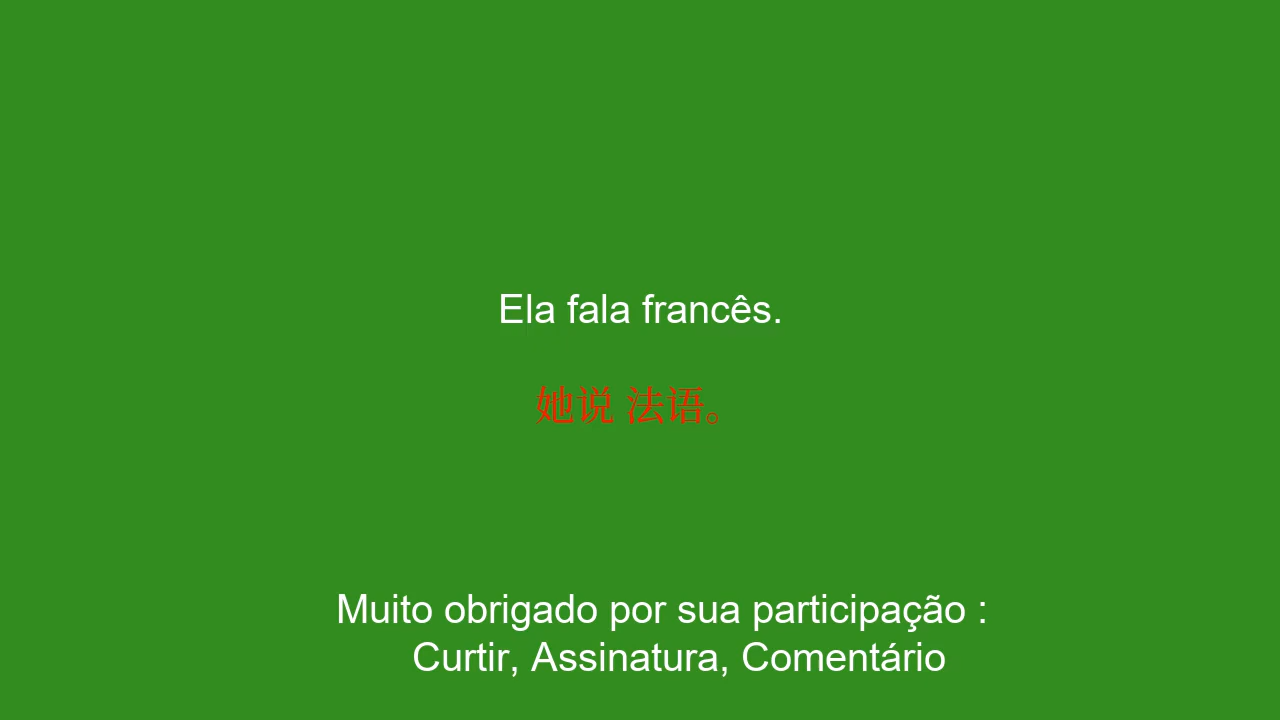 Ela fala francês.
她说 法语。
Muito obrigado por sua participação :
Curtir, Assinatura, Comentário